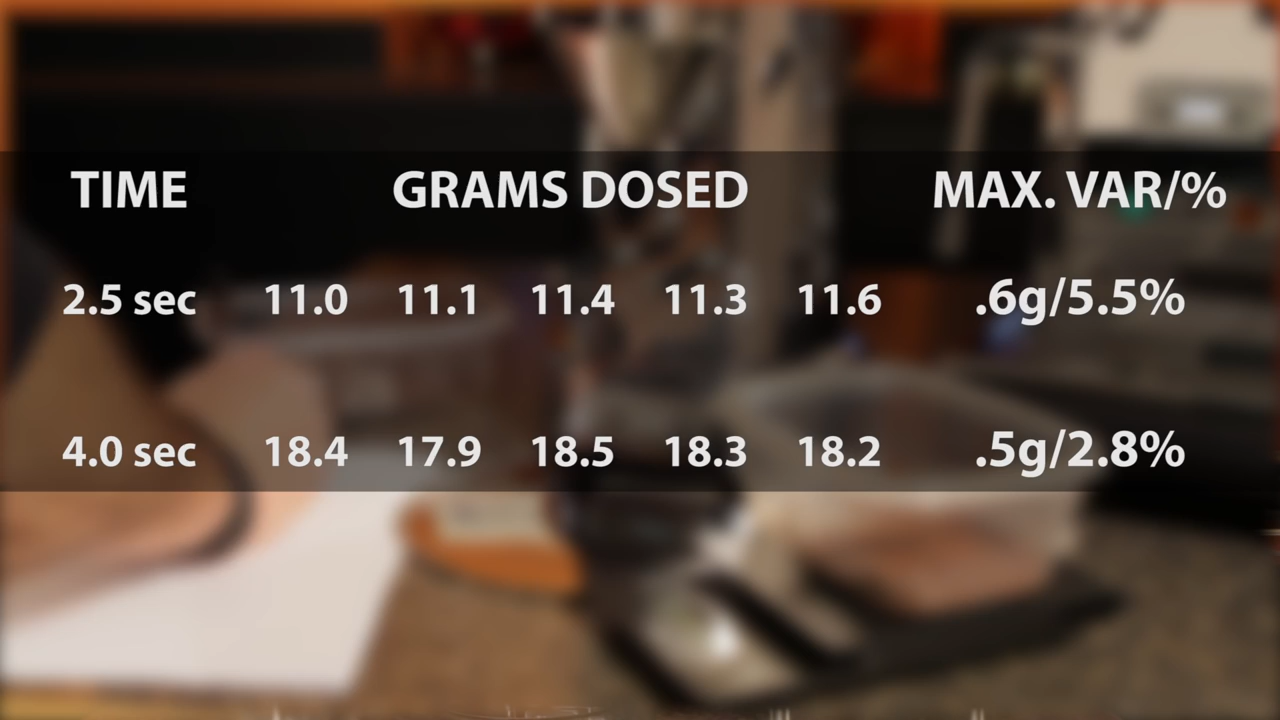 TIME GRAMS DOSED MAX. VAR/%
2.5 sec 11.0 11.1 11.4 11.3 11.6 .6g/5.5%
4.0 sec 18.4 17.9 18.5 18.3 18.2 .5g/2.8%